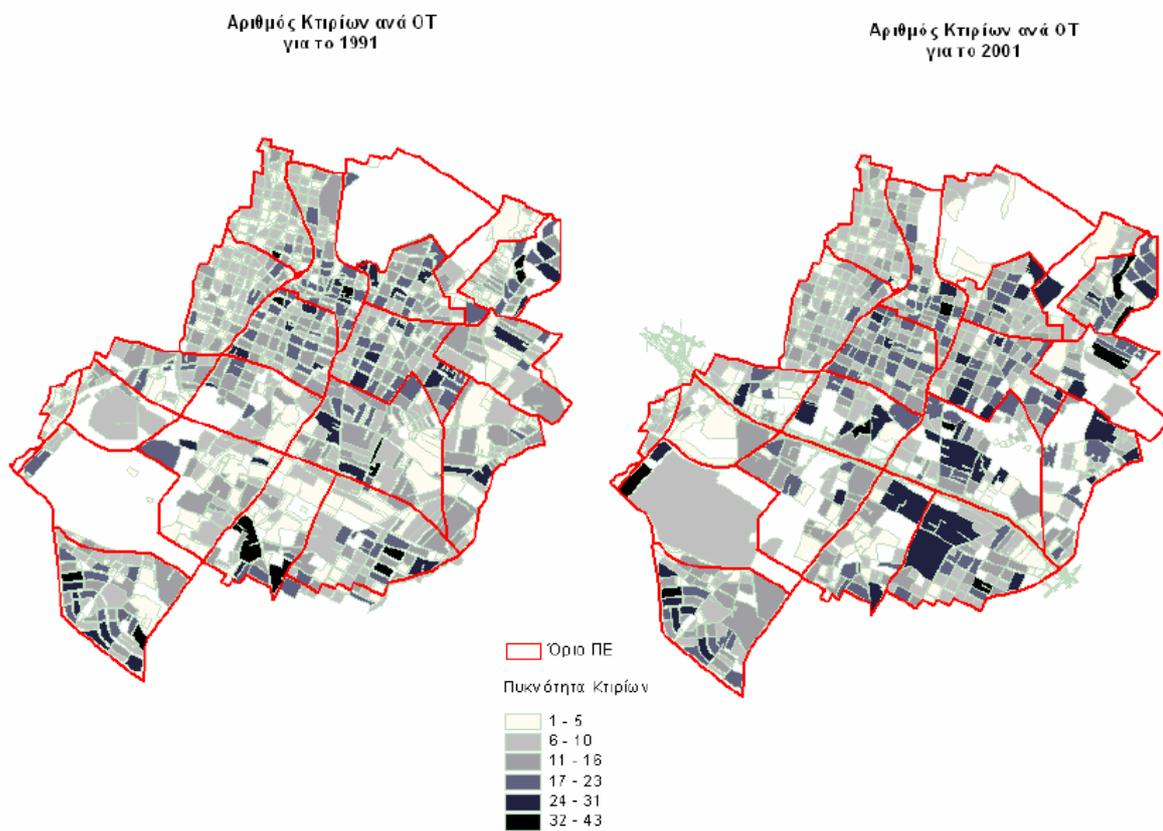 Αριθμός Κτιρίων ανά ΟΤ
για το 1991
Αριθμός Κτιρίων ανά ΟΤ
για το 2001
Όριο ΠΕ
Πυκνότητα Κτιρίων
1 - 5
6 - 10
11 - 16
17 - 23
24 - 31
32 - 43